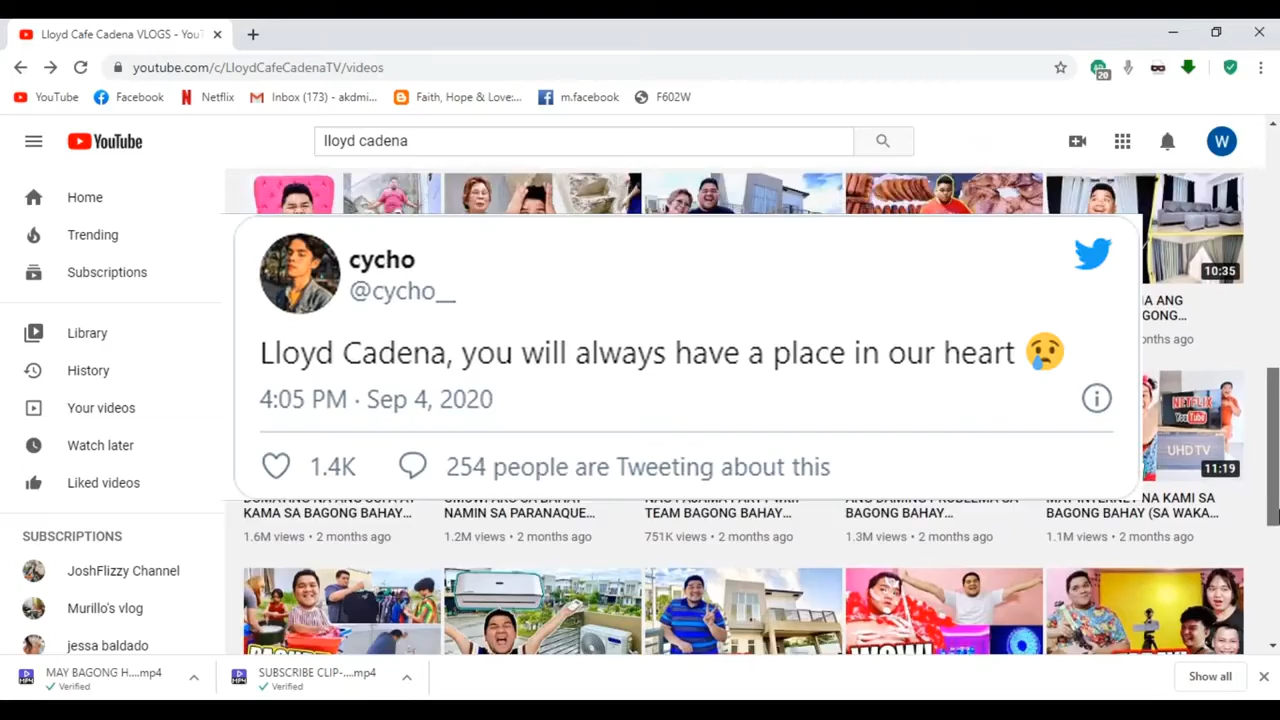 Lloyd Cafe Cadena VLOGS - YouT
youtube.com/c/LloydCafeCadenaTV/videos
20
YouTube
Facebook
Netflix
Inbox (173) - akdmi...
Faith, Hope & Love:...
m.facebook
F602W
YouTube
lloyd cadena
W
Home
Trending
Subscriptions
Library
History
Your videos
Watch later
Liked videos
SUBSCRIPTIONS
JoshFlizzy Channel
Murillo's vlog
jessa baldado
10:35
cycho
@cycho__
Lloyd Cadena, you will always have a place in our heart 😢
4:05 PM · Sep 4, 2020
1.4K
254 people are Tweeting about this
NETFLIX
YouTube
UHD TV
11:19
KAMA SA BAGONG BAHAY...
1.6M views • 2 months ago
NAMIN SA PARANAQUE...
1.2M views • 2 months ago
TEAM BAGONG BAHAY...
751K views • 2 months ago
BAGONG BAHAY...
1.3M views • 2 months ago
MAY INTERNET NA KAMI SA
BAGONG BAHAY (SA WAKA...
1.1M views • 2 months ago
MAY BAGONG H....mp4
Verified
SUBSCRIBE CLIP-....mp4
Verified
Show all